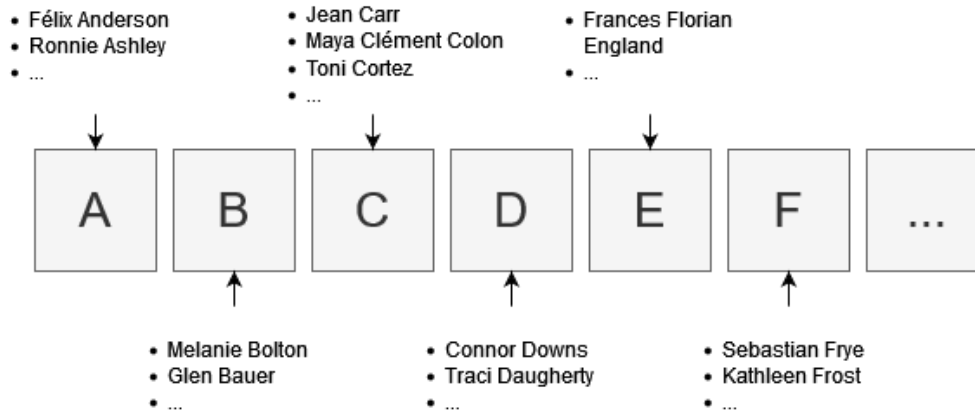 • Félix Anderson
• Ronnie Ashley
• ...
• Jean Carr
• Maya Clément Colon
• Toni Cortez
• ...
• Frances Florian
England
• ...
A B C D E F ...
• Melanie Bolton
• Glen Bauer
• ...
• Connor Downs
• Traci Daugherty
• ...
• Sebastian Frye
• Kathleen Frost
• ...